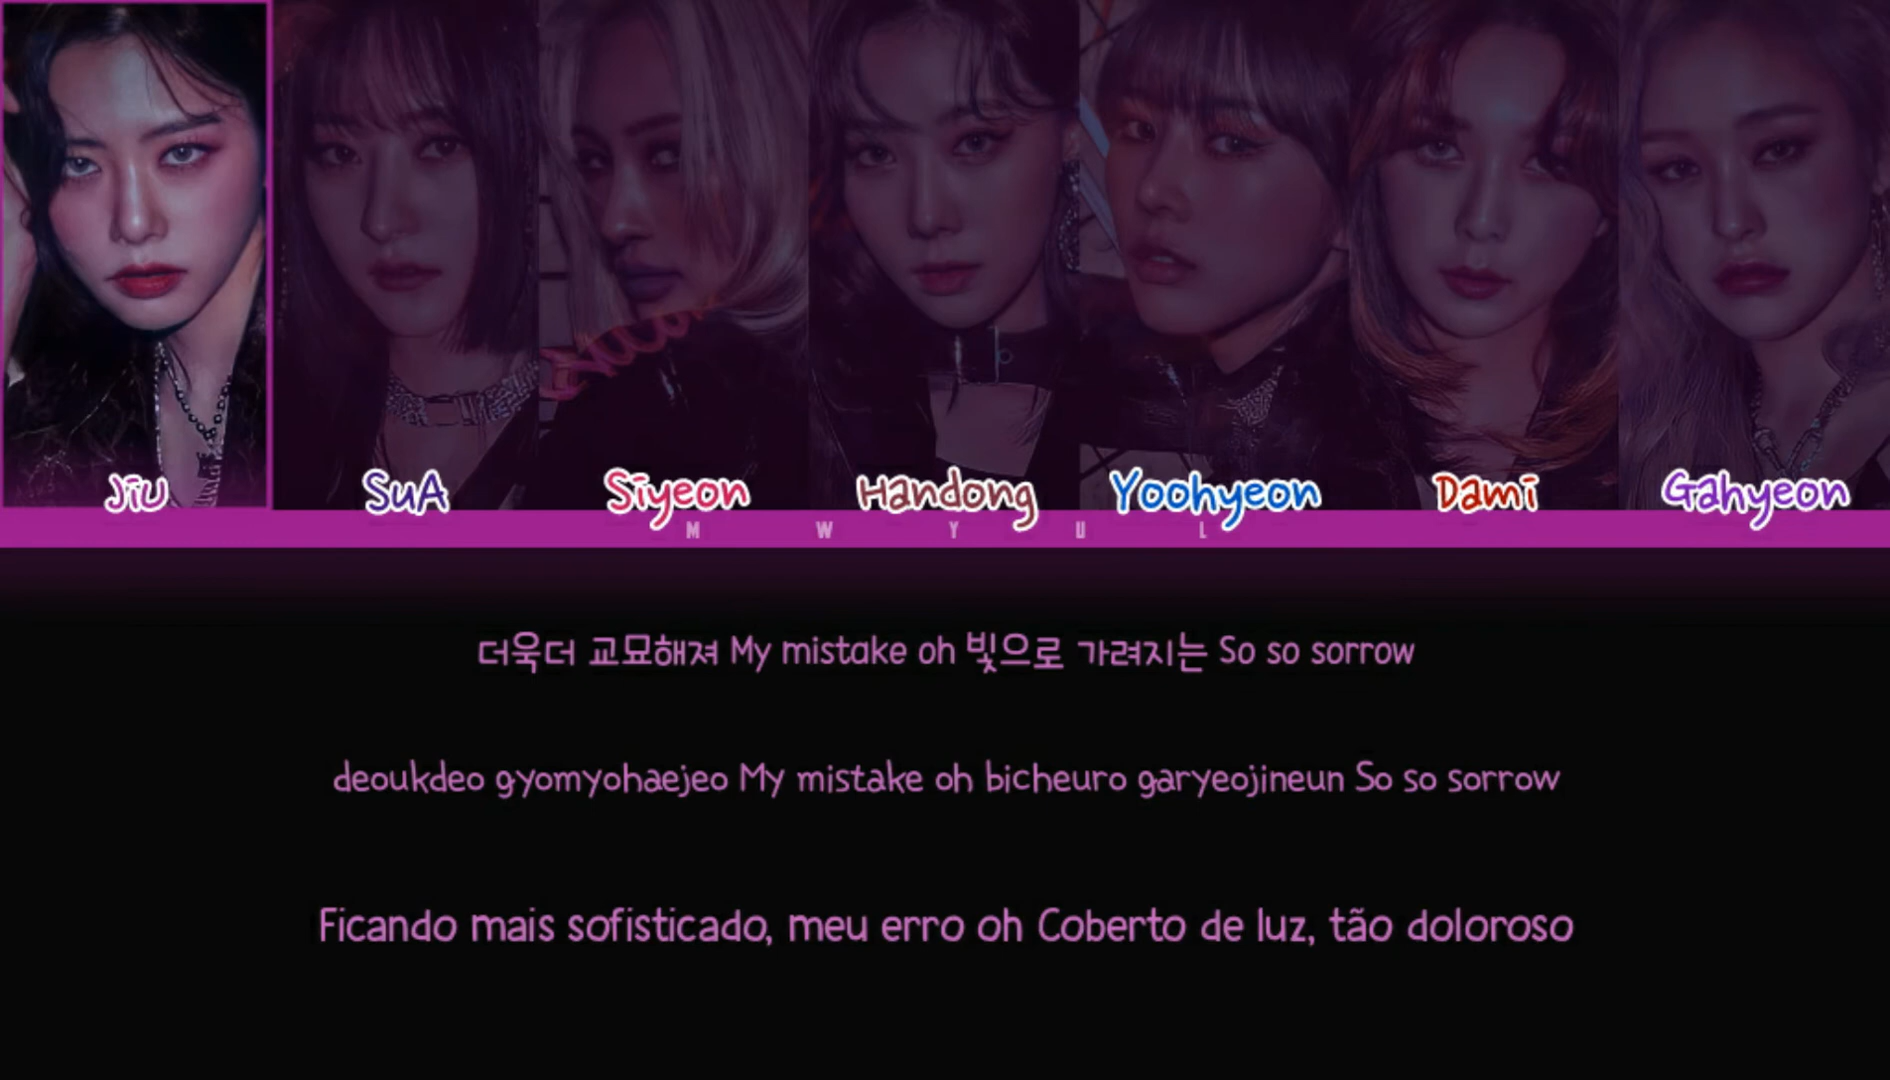 JiU SuA Siyeon Handong Yoohyeon Dami Gahyeon
M W Y U L
더욱더 교묘해져 My mistake oh 빛으로 가려지는 So so sorrow
deoukdeo gyomyohaejeo My mistake oh bicheuro garyeojineun So so sorrow
Ficando mais sofisticado, meu erro oh Coberto de luz, tão doloroso